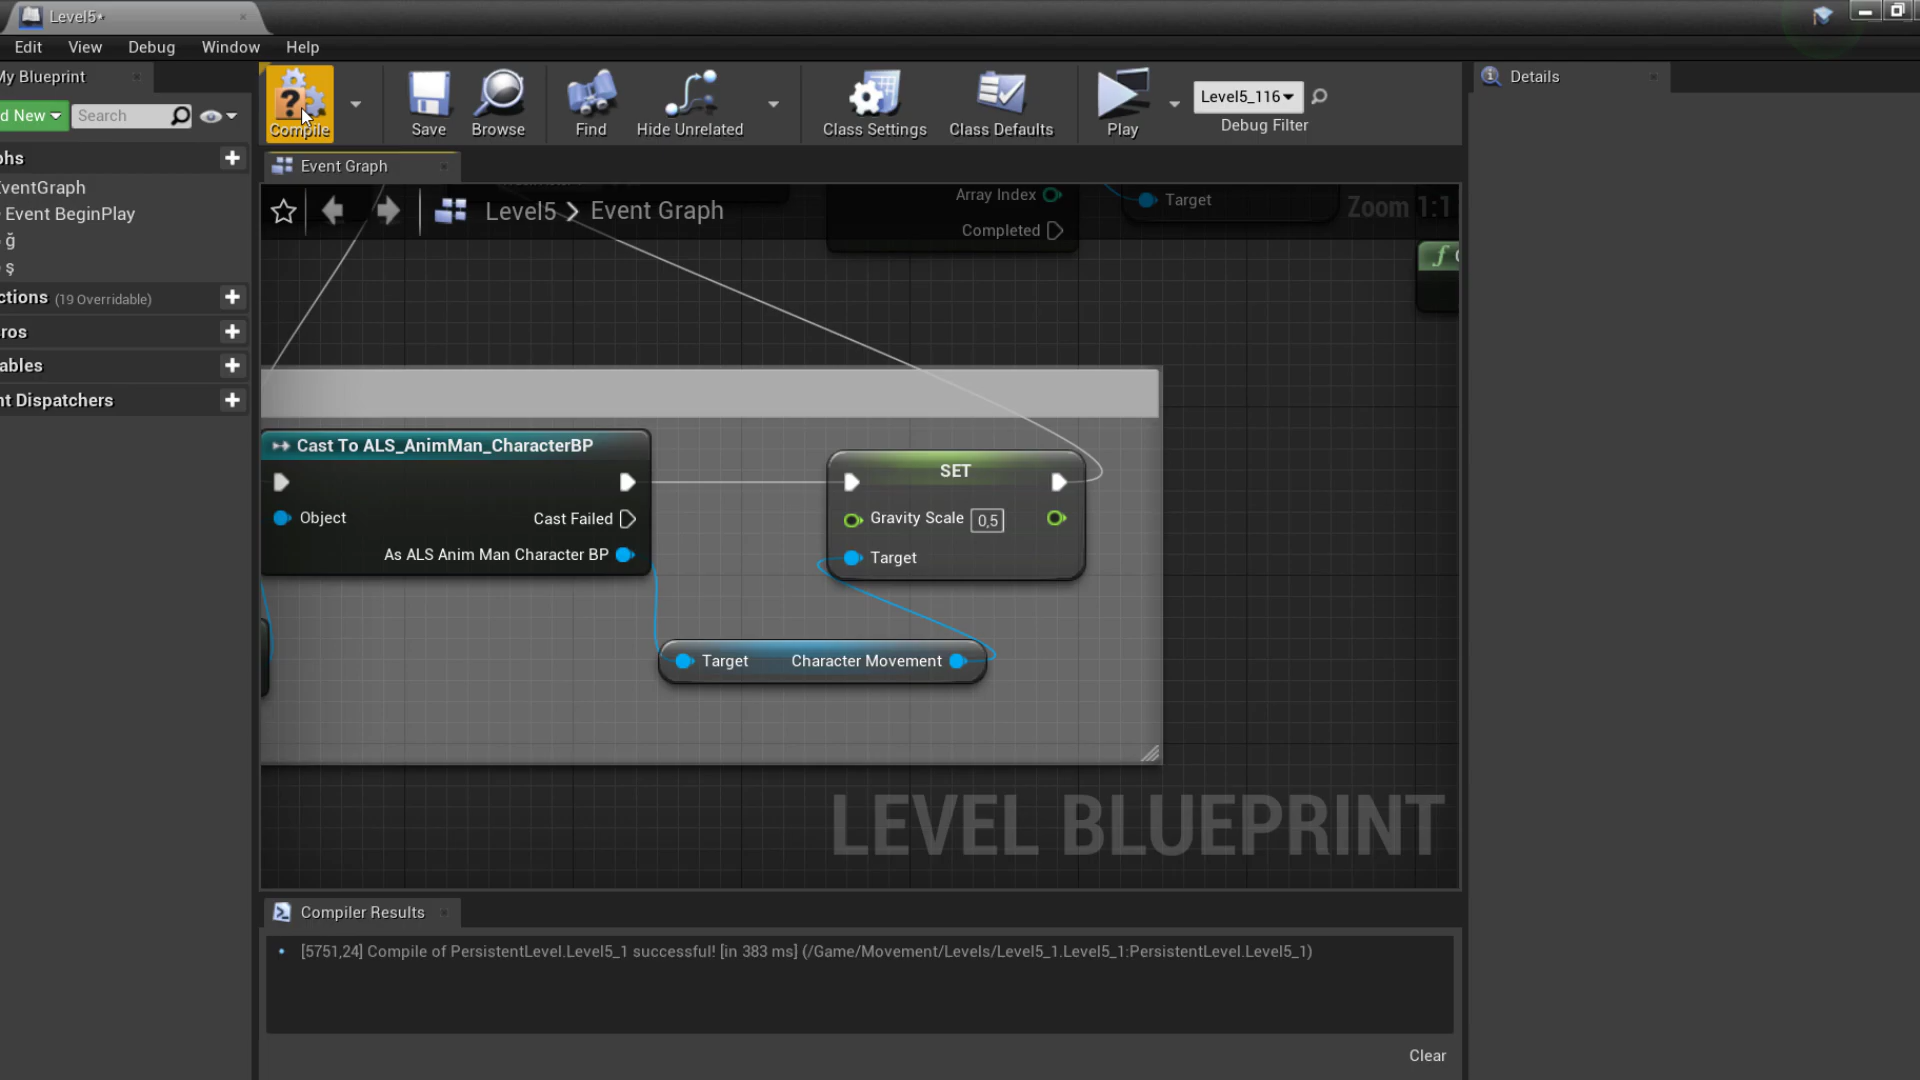 Level5*
Edit View Debug Window Help
My Blueprint
d New Search
Compile Save Browse Find Hide Unrelated Class Settings Class Defaults Play
Level5_116
Debug Filter
Details
phs
EventGraph
Event BeginPlay
ğ
ş
ctions (19 Overridable)
ros
ables
nt Dispatchers
Event Graph
Level5 > Event Graph
Zoom 1:1
Array Index
Completed
Target
Cast To ALS_AnimMan_CharacterBP
Object
Cast Failed
As ALS Anim Man Character BP
SET
Gravity Scale 0,5
Target
Target Character Movement
LEVEL BLUEPRINT
Compiler Results
[5751,24] Compile of PersistentLevel.Level5_1 successful! [in 383 ms] (/Game/Movement/Levels/Level5_1.Level5_1:PersistentLevel.Level5_1)
Clear